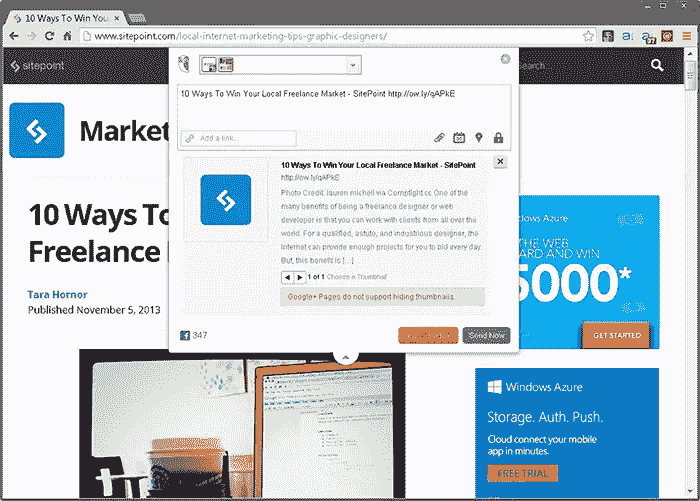 10 Ways To Win You
www.sitepoint.com/local-internet-marketing-tips-graphic-designers/
sitepoint
Search
10 Ways To Win Your Local Freelance Market - SitePoint http://ow.ly/qAPkE
Market
Add a link...
10 Ways To Win Your Local Freelance Market - SitePoint
http://ow.ly/qAPkE
Photo Credit: lauren michell via Compfight cc One of the
many benefits of being a freelance designer or web
developer is that you can work with clients from all over the
world. For a qualified, astute, and industrious designer, the
Internet can provide enough projects for you to bid every day.
But, this benefit is [...]
1 of 1 Choose a Thumbnail
Google+ Pages do not support hiding thumbnails.
347
Send Now
10 Ways To
Freelance
Tara Hornor
Published November 5, 2013
Windows Azure
THE WEB
ARD AND WIN
5000*
GET STARTED
Windows Azure
Storage. Auth. Push.
Cloud connect your mobile
app in minutes.
FREE TRIAL